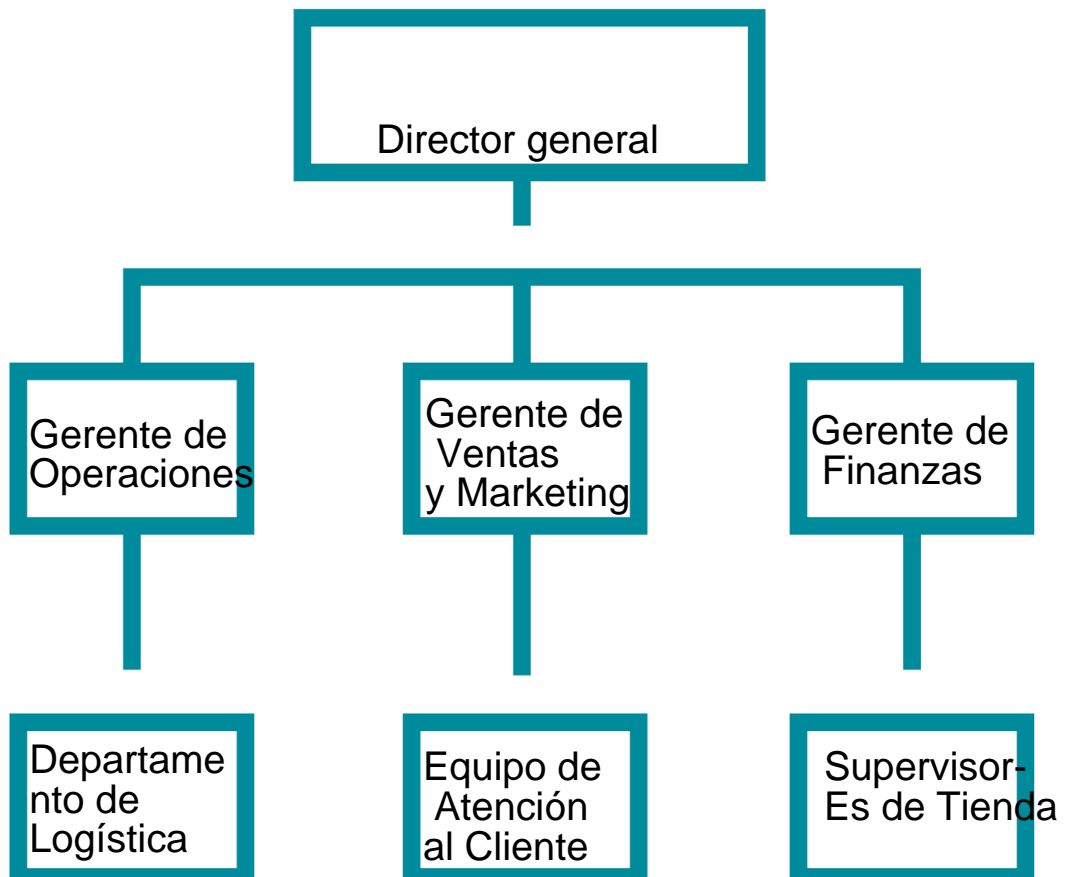 Director general
Gerente de
Operaciones
Gerente de
Ventas
y Marketing
Gerente de
Finanzas
Departame
nto de
Logística
Equipo de
Atención
al Cliente
Supervisor-
Es de Tienda